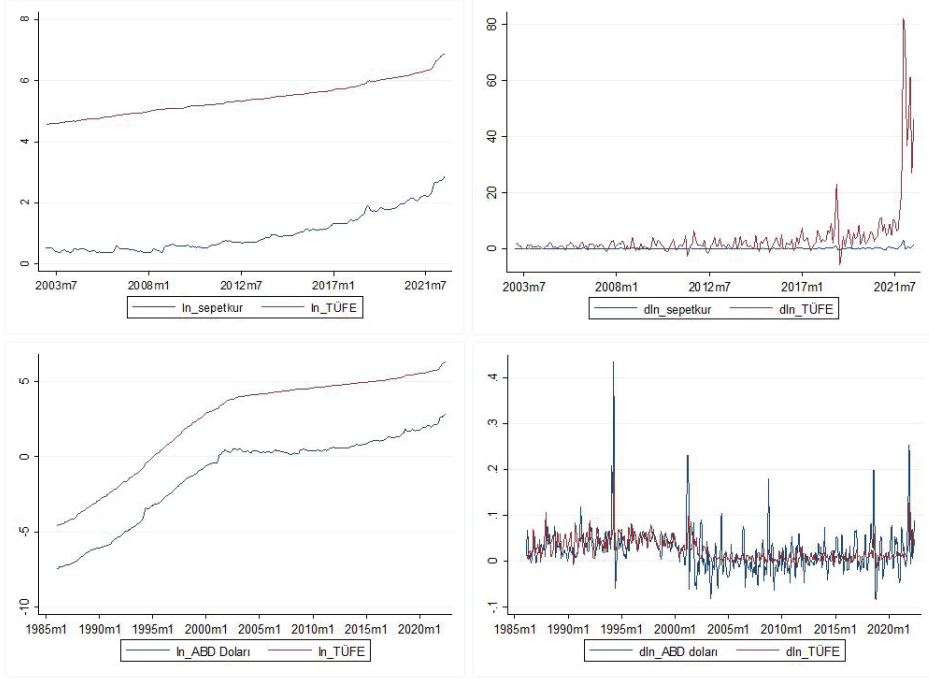 8
6
4
2
0
2003m7 2008m1 2012m7 2017m1 2021m7
ln_sepetkur ln_TÜFE
80
60
40
20
0
2003m7 2008m1 2012m7 2017m1 2021m7
dln_sepetkur dln_TÜFE
5
0
-5
-10
1985m1 1990m1 1995m1 2000m1 2005m1 2010m1 2015m1 2020m1
ln_ABD Doları ln_TÜFE
.4
.3
.2
.1
0
-.1
1985m1 1990m1 1995m1 2000m1 2005m1 2010m1 2015m1 2020m1
dln_ABD doları dln_TÜFE